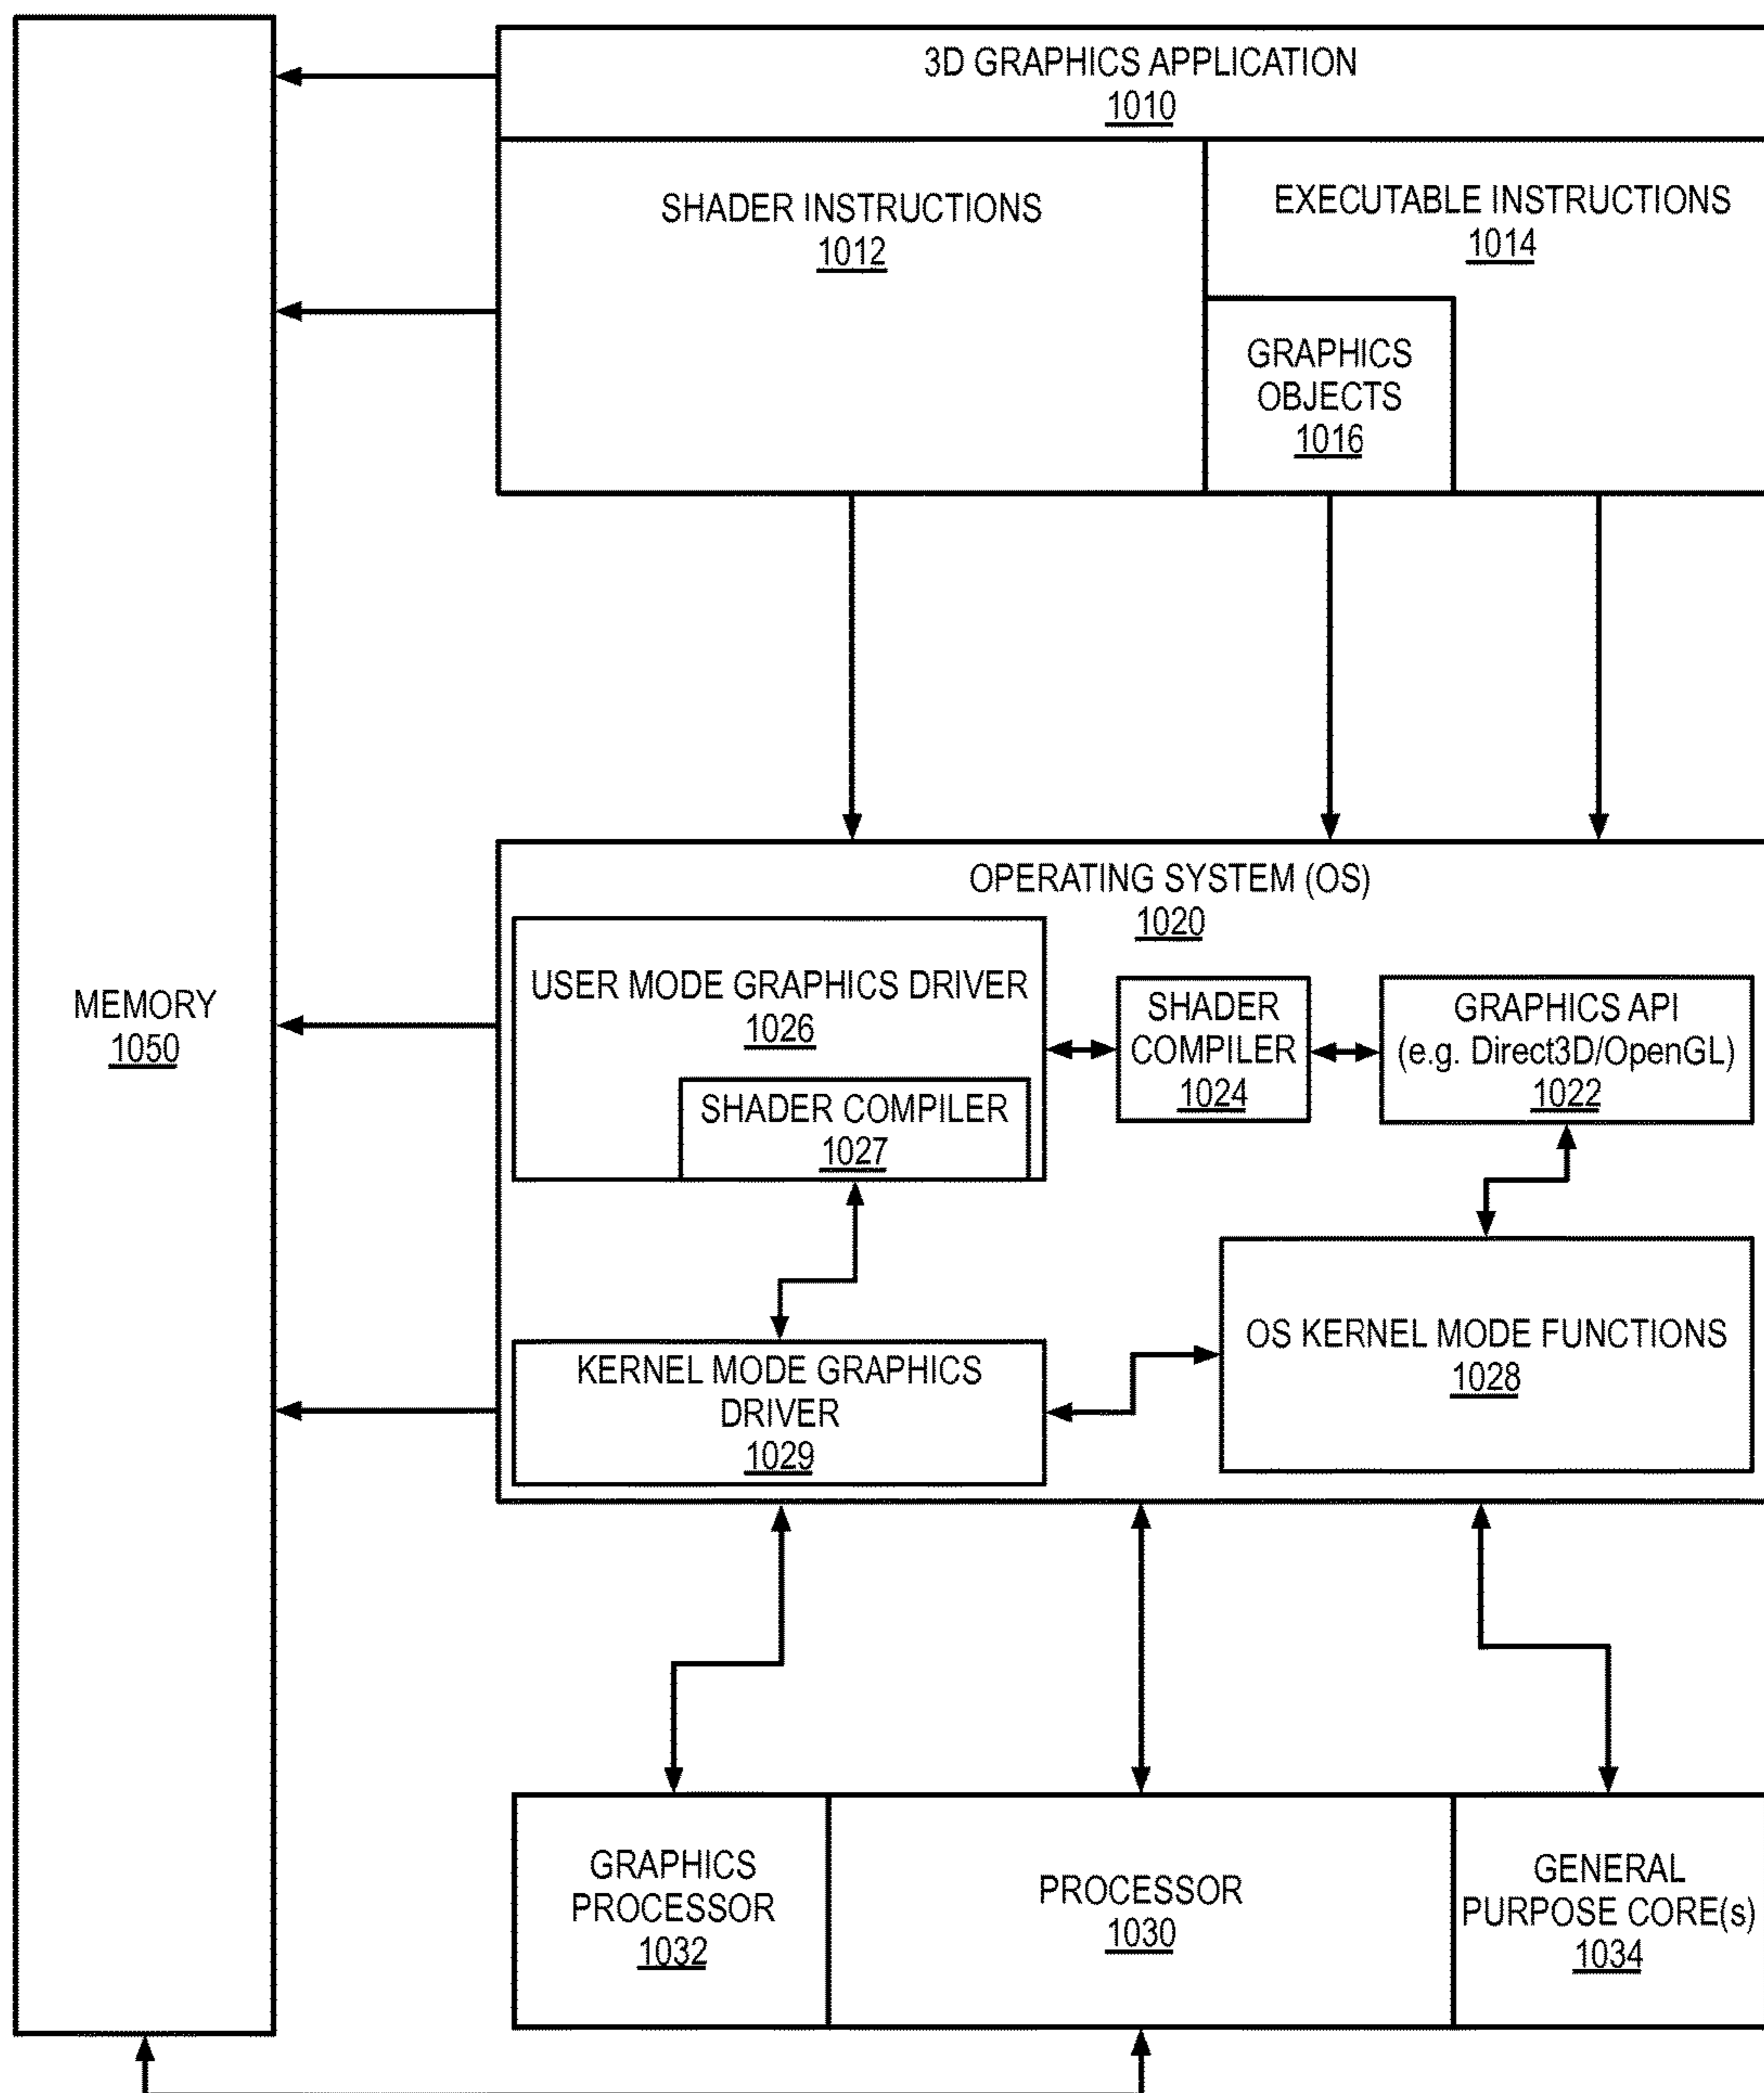 3D GRAPHICS APPLICATION
1010
SHADER INSTRUCTIONS
1012
EXECUTABLE INSTRUCTIONS
1014
GRAPHICS
OBJECTS
1016
MEMORY
1050
OPERATING SYSTEM (OS)
1020
USER MODE GRAPHICS DRIVER
1026
SHADER COMPILER
1027
SHADER
COMPILER
1024
GRAPHICS API
(e.g. Direct3D/OpenGL)
1022
OS KERNEL MODE FUNCTIONS
1028
KERNEL MODE GRAPHICS
DRIVER
1029
GRAPHICS
PROCESSOR
1032
PROCESSOR
1030
GENERAL
PURPOSE CORE(s)
1034